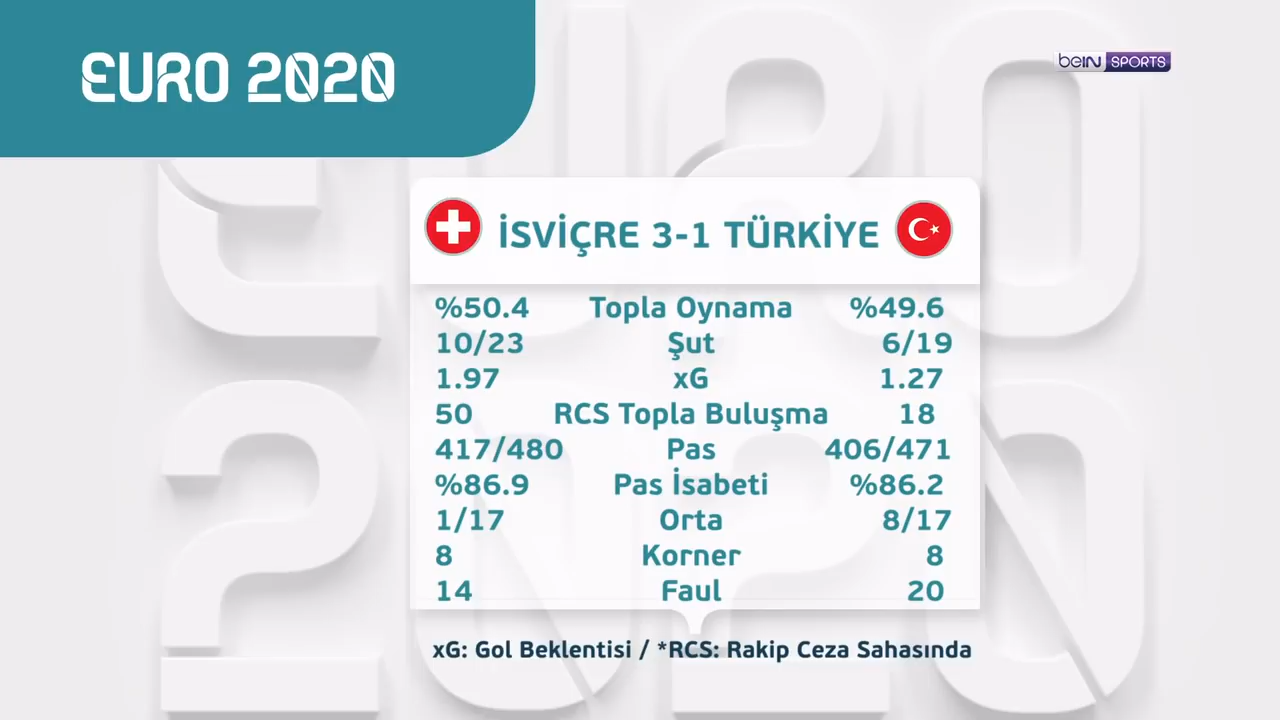 EURO 2020
beIN SPORTS
İSVİÇRE 3-1 TÜRKİYE
%50.4 Topla Oynama %49.6
10/23 Şut 6/19
1.97 xG 1.27
50 RCS Topla Buluşma 18
417/480 Pas 406/471
%86.9 Pas İsabeti %86.2
1/17 Orta 8/17
8 Korner 8
14 Faul 20
xG: Gol Beklentisi / *RCS: Rakip Ceza Sahasında